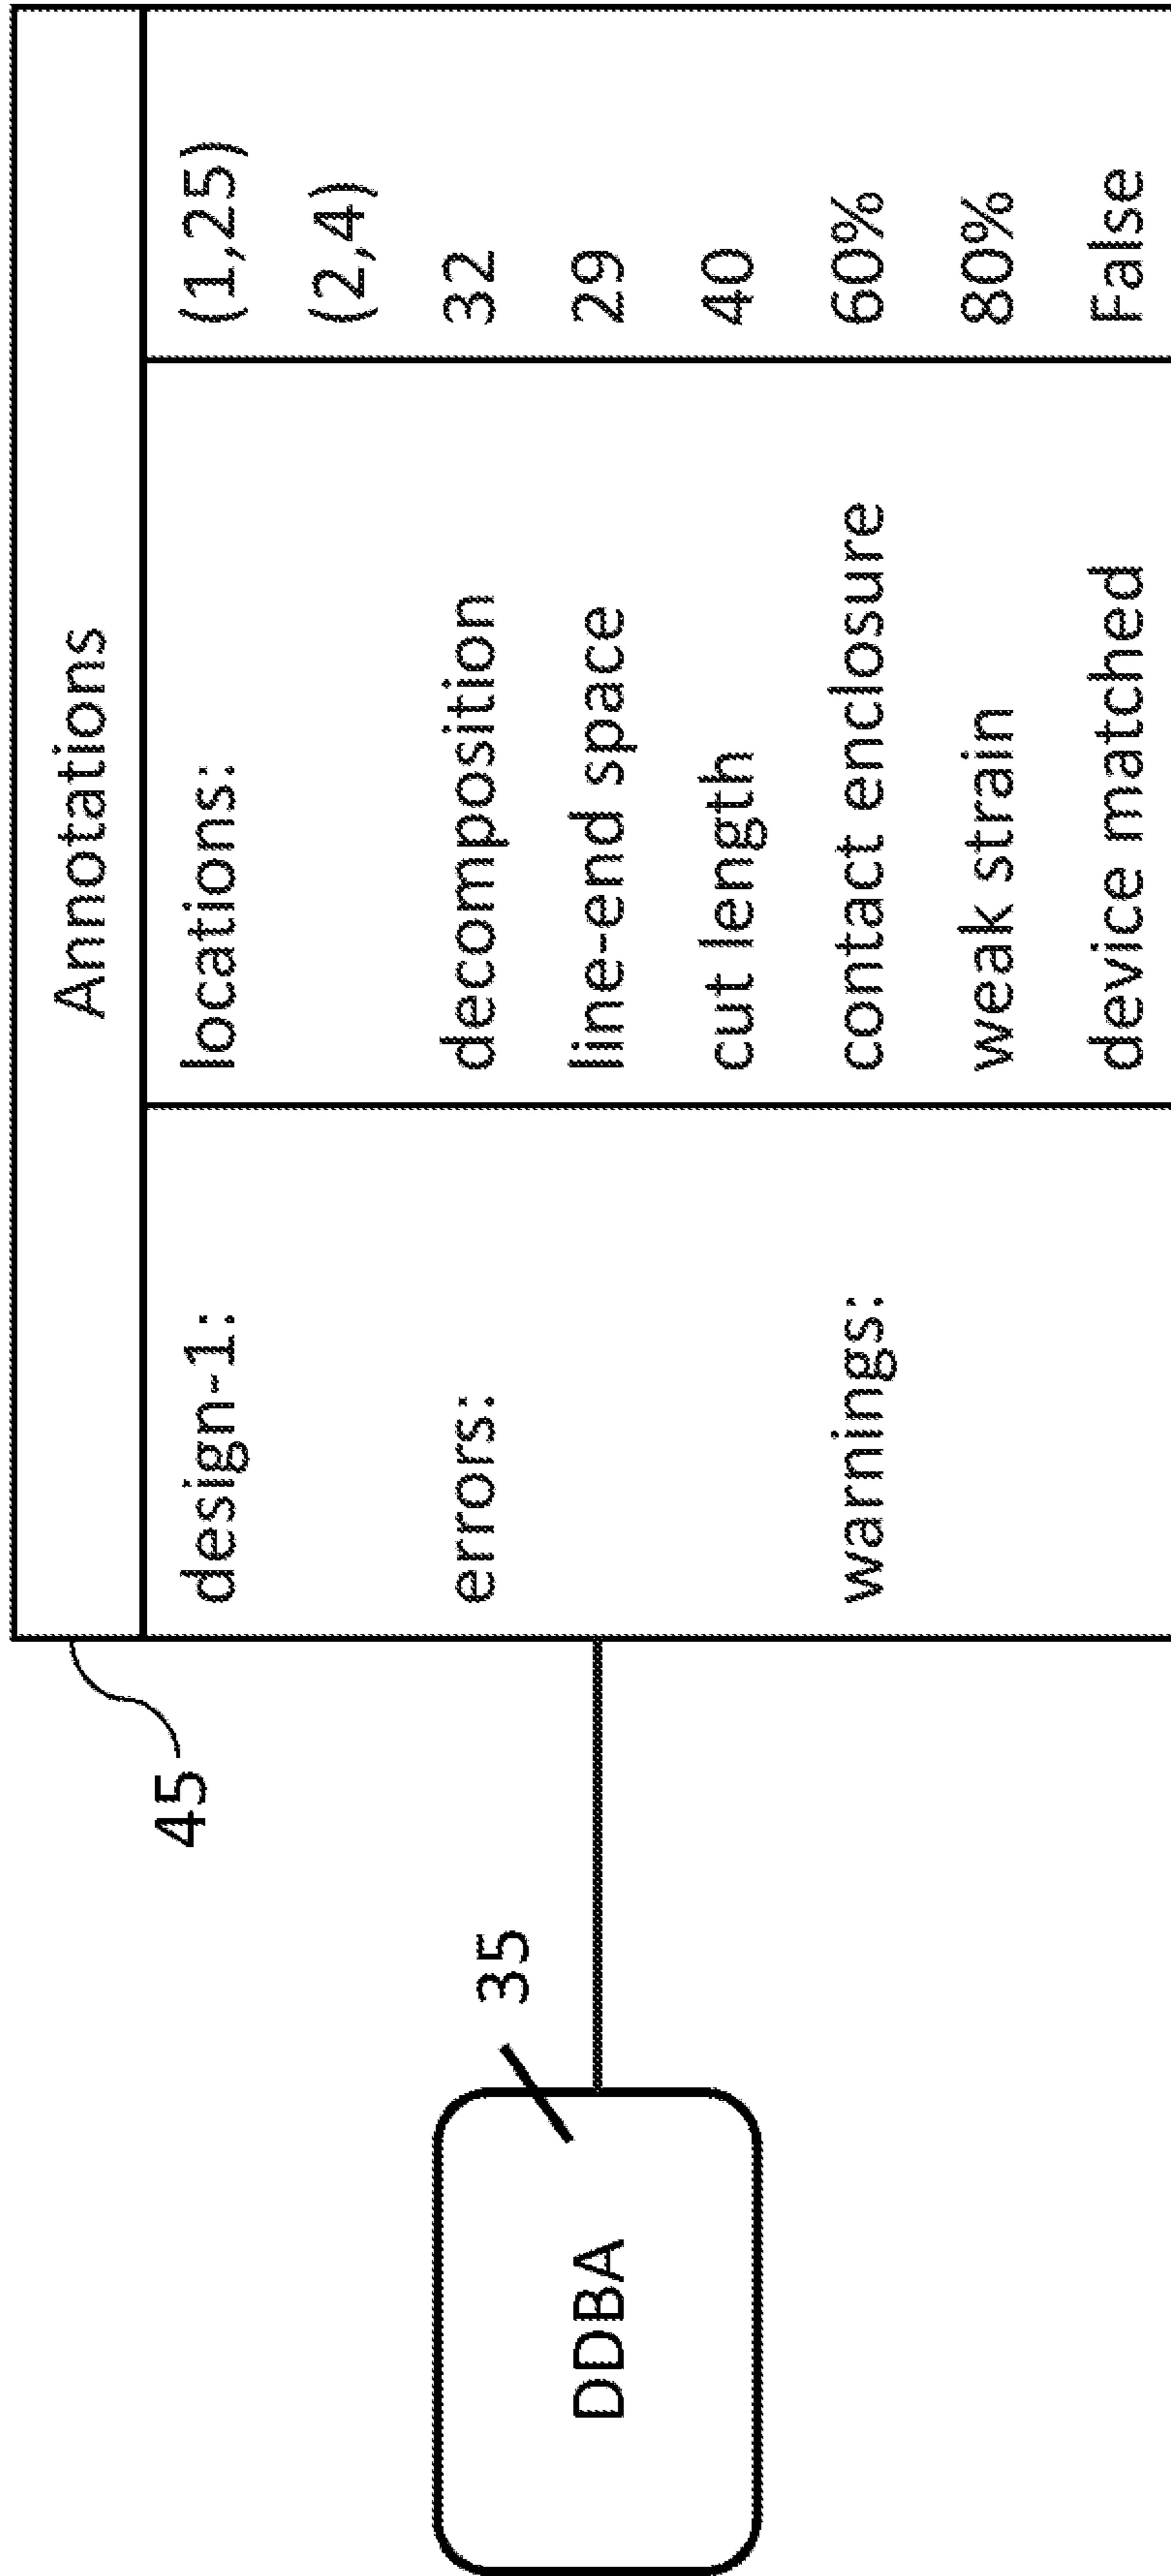 Annotations
design-1: locations: (1,25)
(2,4)
errors: decomposition 32
line-end space 29
cut length 40
warnings: contact enclosure 60%
weak strain 80%
device matched False
45
35
DDBA